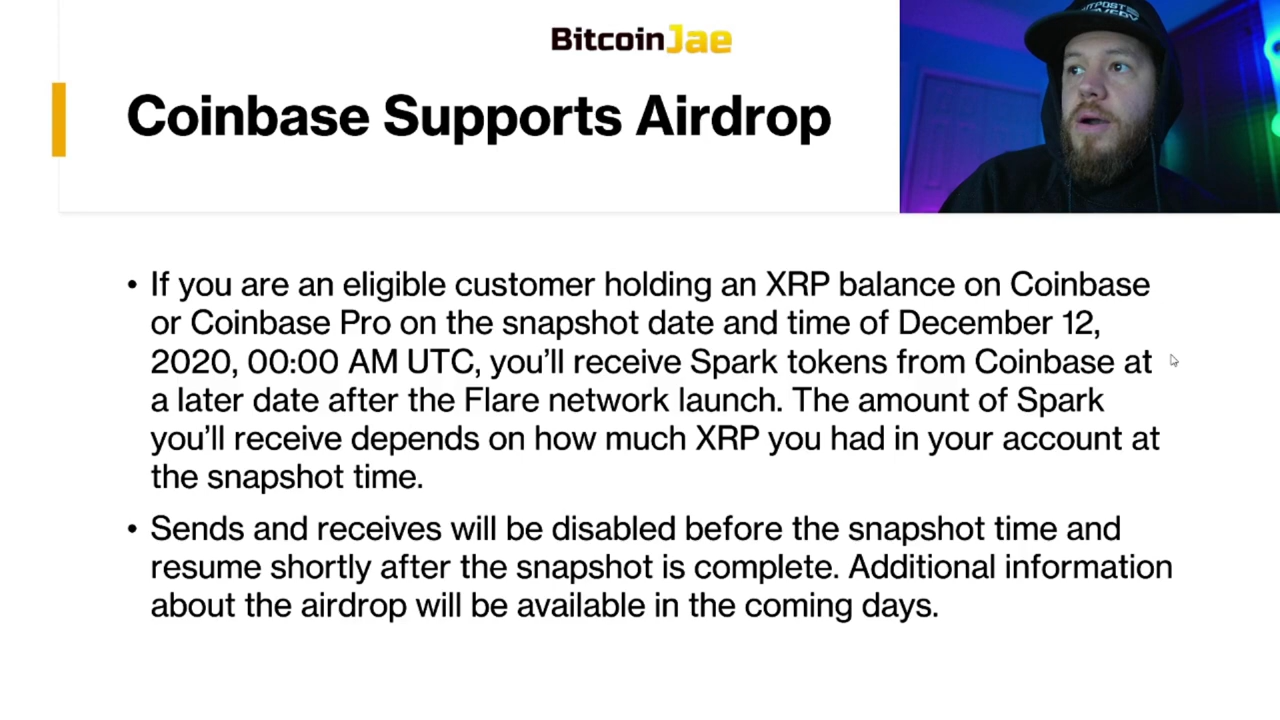 BitcoinJae
Coinbase Supports Airdrop
• If you are an eligible customer holding an XRP balance on Coinbase
or Coinbase Pro on the snapshot date and time of December 12,
2020, 00:00 AM UTC, you’ll receive Spark tokens from Coinbase at
a later date after the Flare network launch. The amount of Spark
you’ll receive depends on how much XRP you had in your account at
the snapshot time.
• Sends and receives will be disabled before the snapshot time and
resume shortly after the snapshot is complete. Additional information
about the airdrop will be available in the coming days.